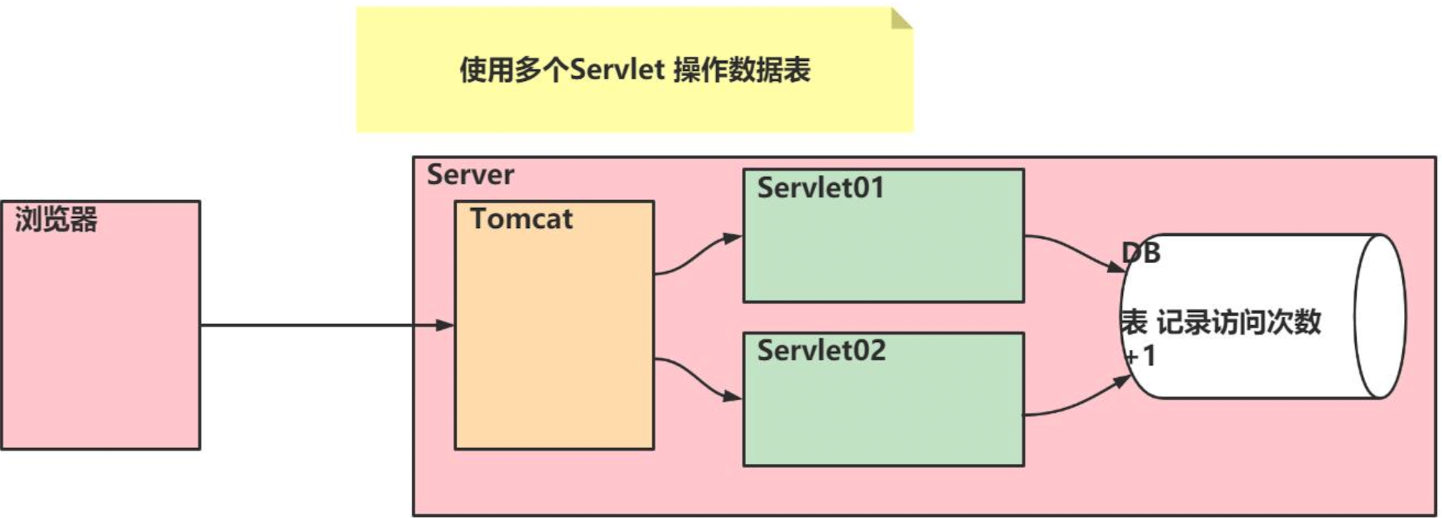 使用多个Servlet 操作数据表
Server
浏览器
Tomcat
Servlet01
Servlet02
DB
表 记录访问次数
+1